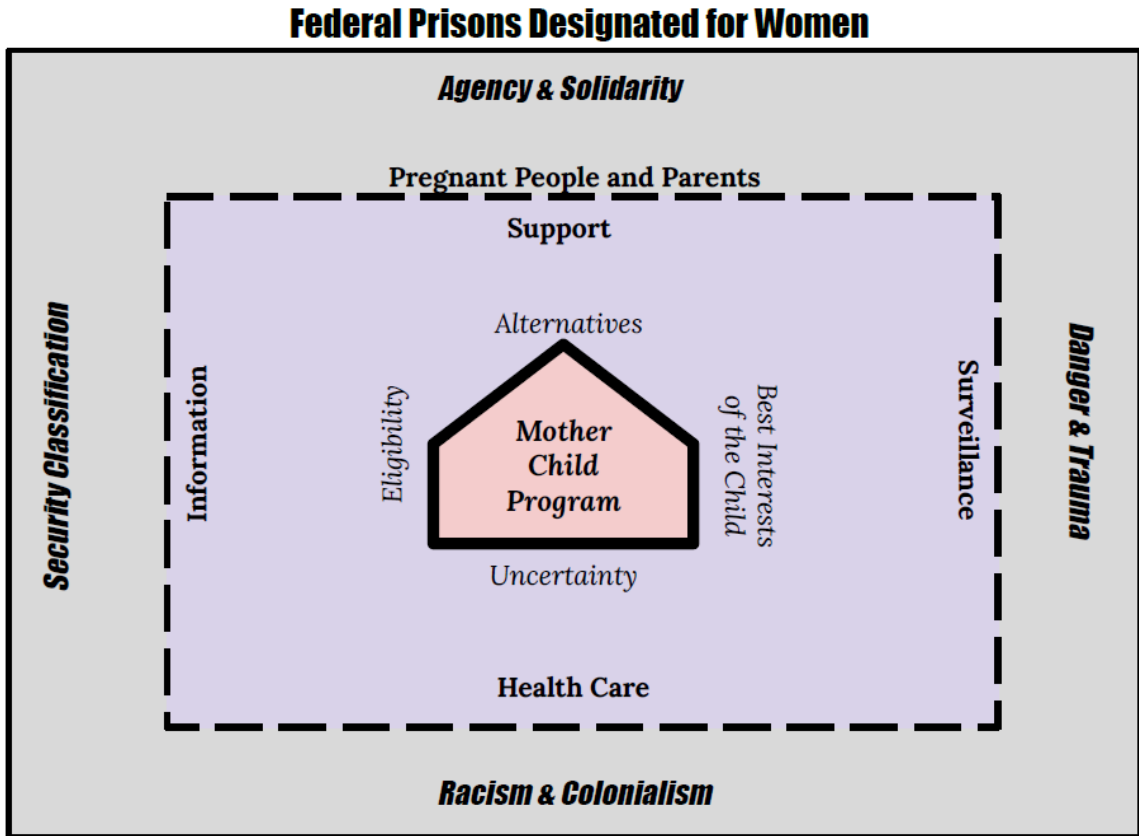 Federal Prisons Designated for Women
Agency & Solidarity
Pregnant People and Parents
Support
Security Classification
Information
Alternatives
Eligibility
Mother
Child
Program
Best Interests
of the Child
Uncertainty
Surveillance
Danger & Trauma
Health Care
Racism & Colonialism